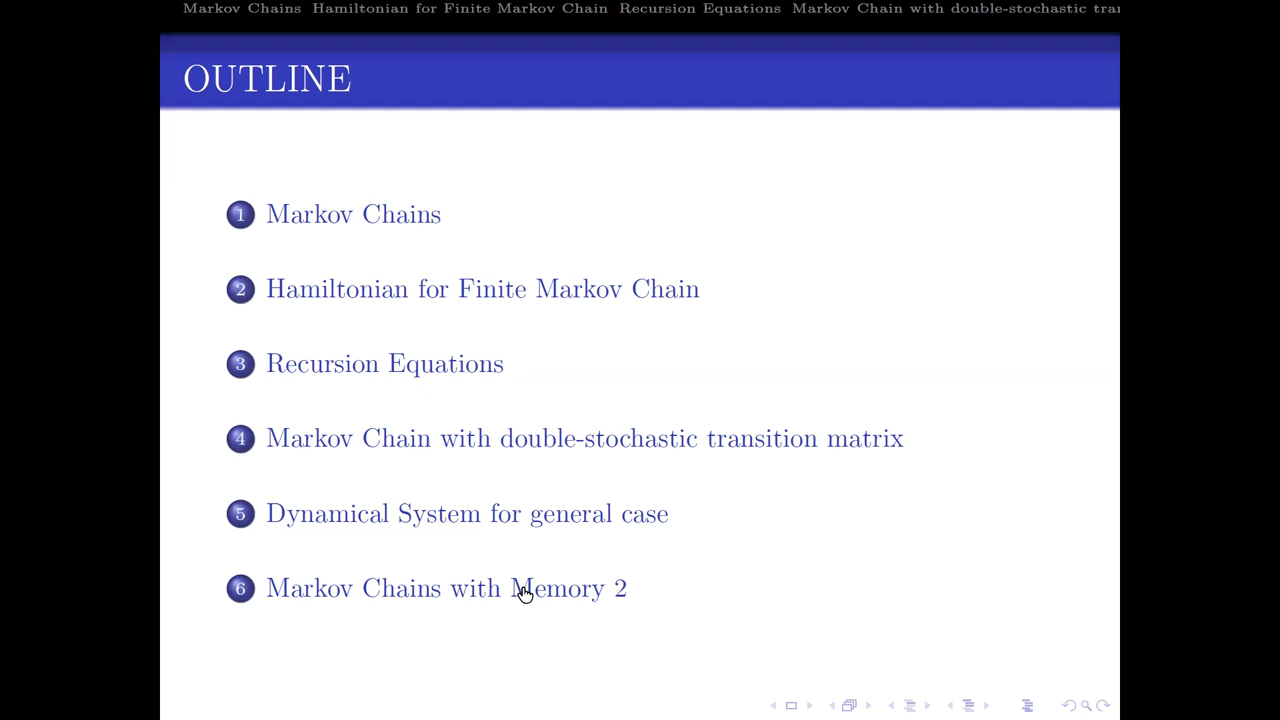 Markov Chains Hamiltonian for Finite Markov Chain Recursion Equations Markov Chain with double-stochastic tran
OUTLINE
1 Markov Chains
2 Hamiltonian for Finite Markov Chain
3 Recursion Equations
4 Markov Chain with double-stochastic transition matrix
5 Dynamical System for general case
6 Markov Chains with Memory 2